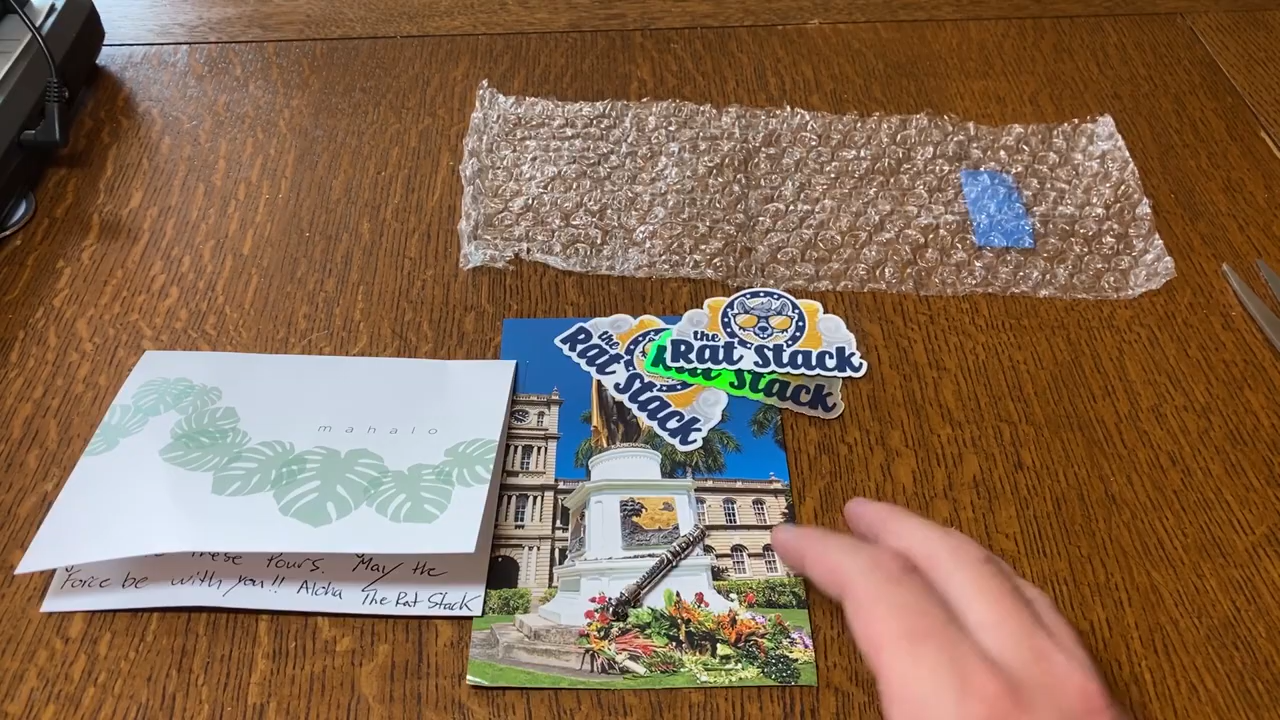 mahalo
these Yours. May the
Force be with you!! Aloha The Rat Stack
the
Rat Stack
the
Rat Stack
Rat Stack
KAMEHAMEHA